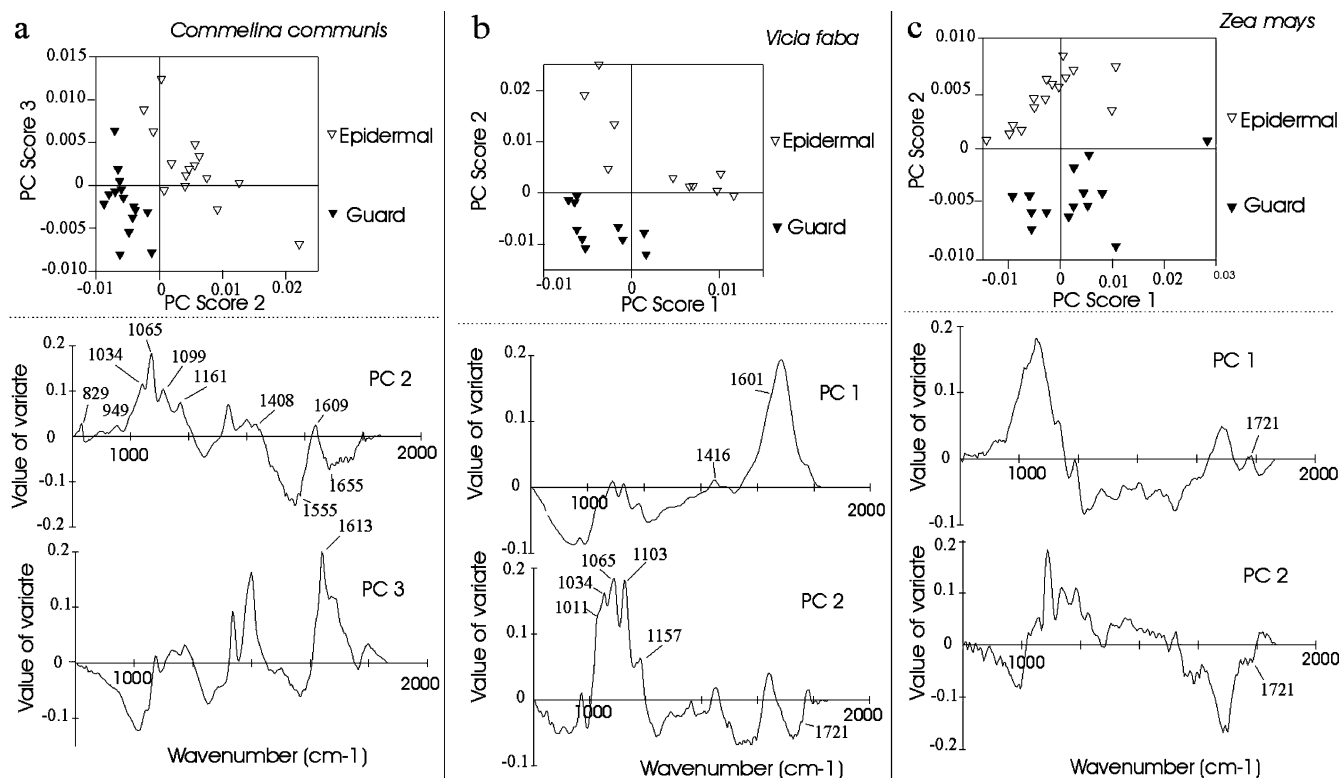 a
Commelina communis
0.015
0.010
0.005
0
-0.005
-0.010
PC Score 3
-0.01
0
0.01
0.02
PC Score 2
Epidermal
Guard
0.2
0.1
0
-0.1
-0.2
Value of variate
829
949
1034
1065
1099
1161
1408
1609
1555
1655
1000
2000
PC 2
0.2
0.1
0
-0.1
Value of variate
1613
1000
2000
PC 3
Wavenumber (cm-1)
b
Vicia faba
0.02
0.01
0
-0.01
PC Score 2
-0.01
0
0.01
PC Score 1
Epidermal
Guard
0.2
0.1
0
-0.1
Value of variate
1416
1601
1000
2000
PC 1
0.2
0.1
0
-0.1
Value of variate
1011
1034
1065
1103
1157
1721
1000
2000
PC 2
Wavenumber (cm-1)
c
Zea mays
0.010
0.005
0
-0.005
-0.010
PC Score 2
-0.01
0
0.01
0.02
0.03
PC Score 1
Epidermal
Guard
0.2
0.1
0
-0.1
Value of variate
1721
1000
2000
PC 1
0.2
0.1
0
-0.1
-0.2
Value of variate
1721
1000
2000
PC 2
Wavenumber (cm-1)